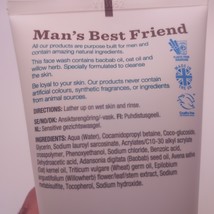 Man's Best Friend
All our products are purpose built for men and
contain amazing natural ingredients.
This face wash contains baobab oil, oat oil and
willow herb. Specially formulated to cleanse
the skin.
Be loyal to your skin. Our products never contain
artificial colours, synthetic fragrances, or ingredients
from animal sources.
DIRECTIONS: Lather up on wet skin and rinse.
SE/NO/DK: Ansiktsrengöring/-vask. FI: Puhdistusgeeli.
NL: Sensitive gezichtswasgel.
INGREDIENTS: Aqua (Water), Cocamidopropyl betaine, Coco-glucoside,
Glycerin, Sodium lauroyl sarcosinate, Acrylates/C10-30 alkyl acrylate
crosspolymer, Phenoxyethanol, Sodium chloride, Benzoic acid,
Dehydroacetic acid, Adansonia digitata (Baobab) seed oil, Avena sativa
(Oat) kernel oil, Triticum vulgare (Wheat) germ oil, Epilobium
angustifolium (Willowherb) flower/leaf/stem extract,
Tocopherol, Sodium hydroxide.